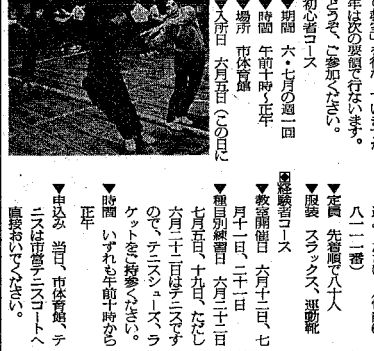 年は次の要領で行ないます。
どうぞ、ご参加ください。
初心者コース
▼期間 六・七月の週一回
▼時間 午前十時〜正午
▼場所 市体育館
▼入所日 六月五日(この日に
八一一一番)
▼定員 先着順で八十人
▼服装 スラックス、運動靴
◆経験者コース
▼教室開催日 六月十二日、七
月十一日、二十一日
▼種目別練習日 六月二十二日
七月五日、十九日、ただし
六月二十二日はテニスです
ので、テニスシューズ、ラ
ケットをご持参ください。
▼時間 いずれも午前十時から
正午
▼申込み 当日、市体育館、テ
ニスは市営テニスコートへ
直接おいでください。